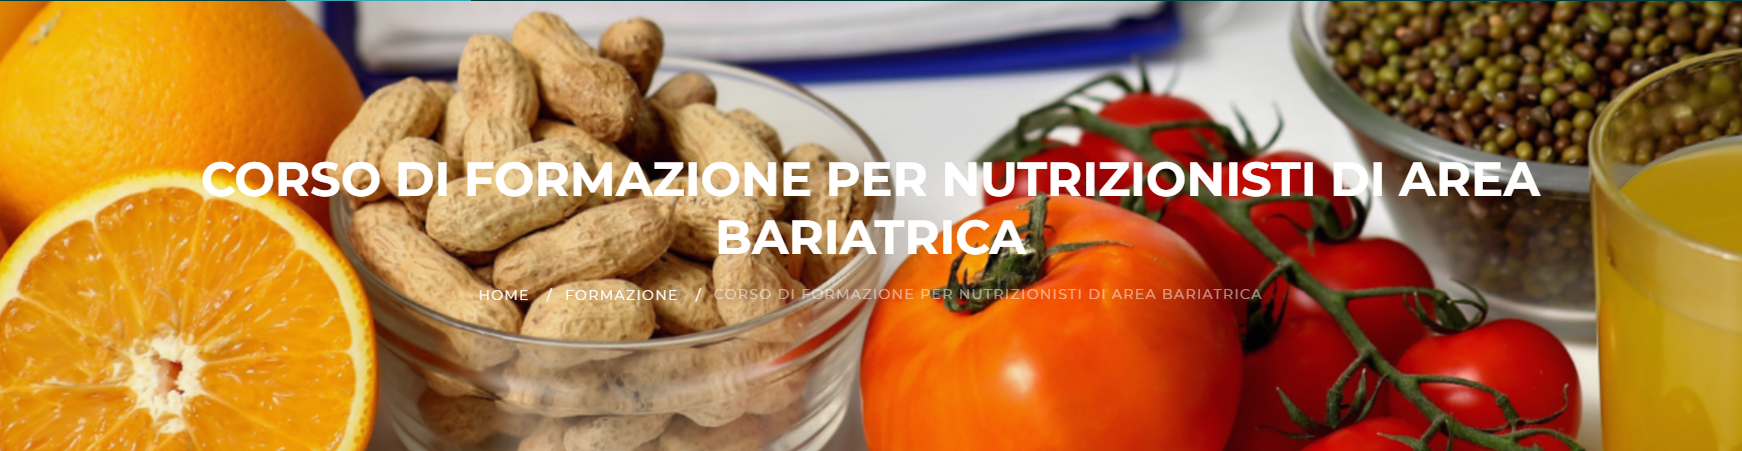 CORSO DI FORMAZIONE PER NUTRIZIONISTI DI AREA
BARIATRICA
HOME / FORMAZIONE / CORSO DI FORMAZIONE PER NUTRIZIONISTI DI AREA BARIATRICA